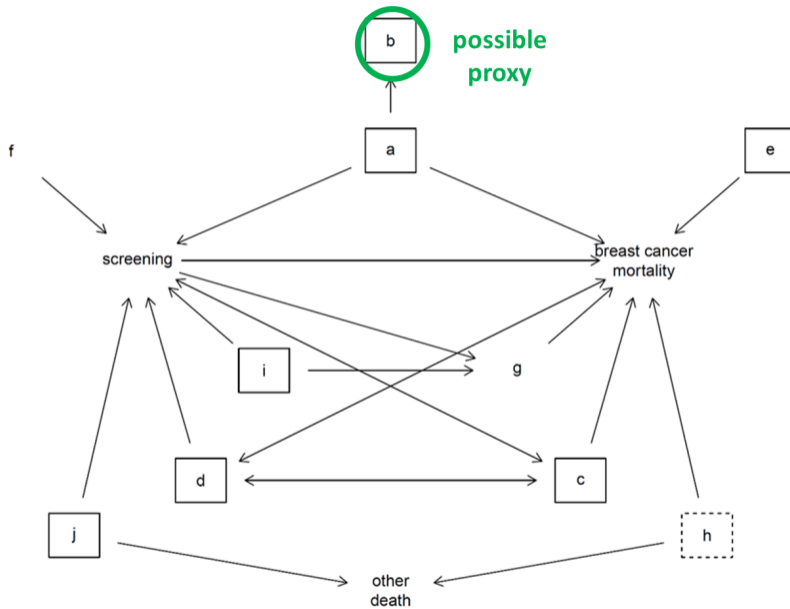 b
possible
proxy
f
a
e
screening
breast cancer
mortality
i
g
d
c
j
h
other
death